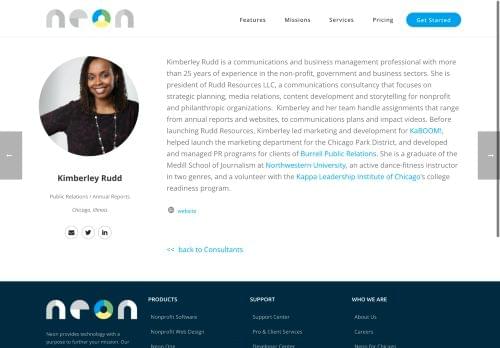 neon
Features Missions Services Pricing Get Started
Kimberley Rudd is a communications and business management professional with more
than 25 years of experience in the non-profit, government and business sectors. She is
president of Rudd Resources LLC, a communications consultancy that focuses on
strategic planning, media relations, content development and storytelling for nonprofit
and philanthropic organizations. Kimberley and her team handle assignments that range
from annual reports and websites, to communications plans and impact videos. Before
launching Rudd Resources, Kimberley led marketing and development for KaBOOM!,
helped launch the marketing department for the Chicago Park District, and developed
and managed PR programs for clients of Burrell Public Relations. She is a graduate of the
Medill School of Journalism at Northwestern University, an active dance-fitness instructor
in two genres, and a volunteer with the Kappa Leadership Institute of Chicago's college
readiness program.
website
<< back to Consultants
←
←
Kimberley Rudd
Public Relations / Annual Reports
Chicago, Illinois
neon
Neon provides technology with a
purpose to further your mission. Our
PRODUCTS
Nonprofit Software
Nonprofit Web Design
Neon One
SUPPORT
Support Center
Pro & Client Services
Developer Center
WHO WE ARE
About Us
Careers
Neon for Chicago